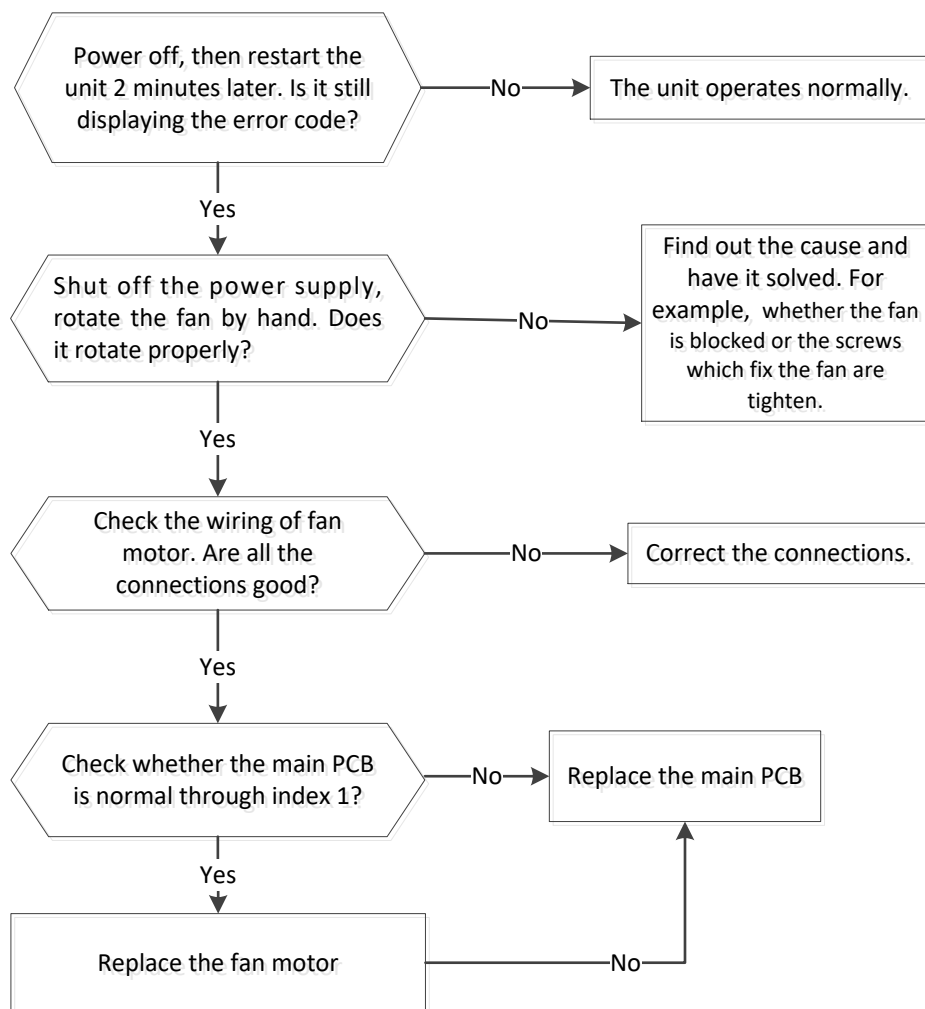 Power off, then restart the
unit 2 minutes later. Is it still
displaying the error code?
No
The unit operates normally.
Yes
Shut off the power supply,
rotate the fan by hand. Does
it rotate properly?
No
Find out the cause and
have it solved. For
example, whether the fan
is blocked or the screws
which fix the fan are
tighten.
Yes
Check the wiring of fan
motor. Are all the
connections good?
No
Correct the connections.
Yes
Check whether the main PCB
is normal through index 1?
No
Replace the main PCB
Yes
Replace the fan motor
No